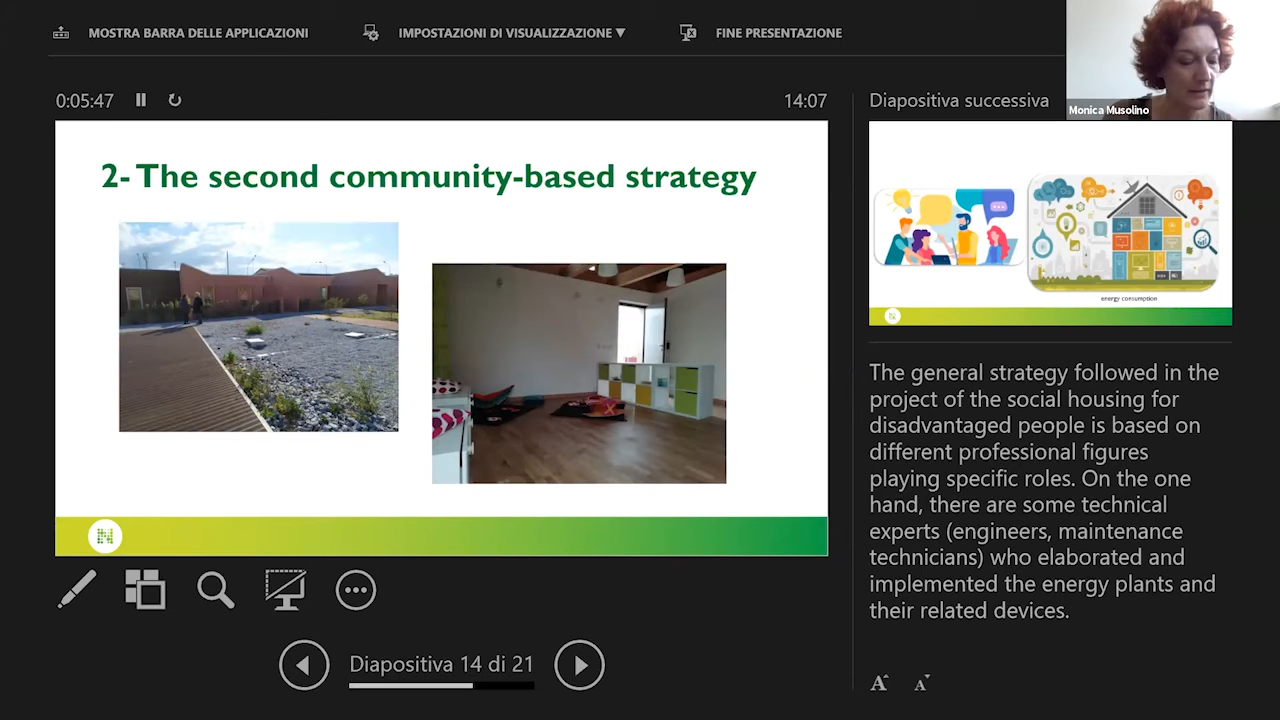 MOSTRA BARRA DELLE APPLICAZIONI
IMPOSTAZIONI DI VISUALIZZAZIONE ▼
FINE PRESENTAZIONE
Monica Musolino
0:05:47
14:07
Diapositiva successiva
2- The second community-based strategy
energy consumption
The general strategy followed in the
project of the social housing for
disadvantaged people is based on
different professional figures
playing specific roles. On the one
hand, there are some technical
experts (engineers, maintenance
technicians) who elaborated and
implemented the energy plants and
their related devices.
Diapositiva 14 di 21
A A